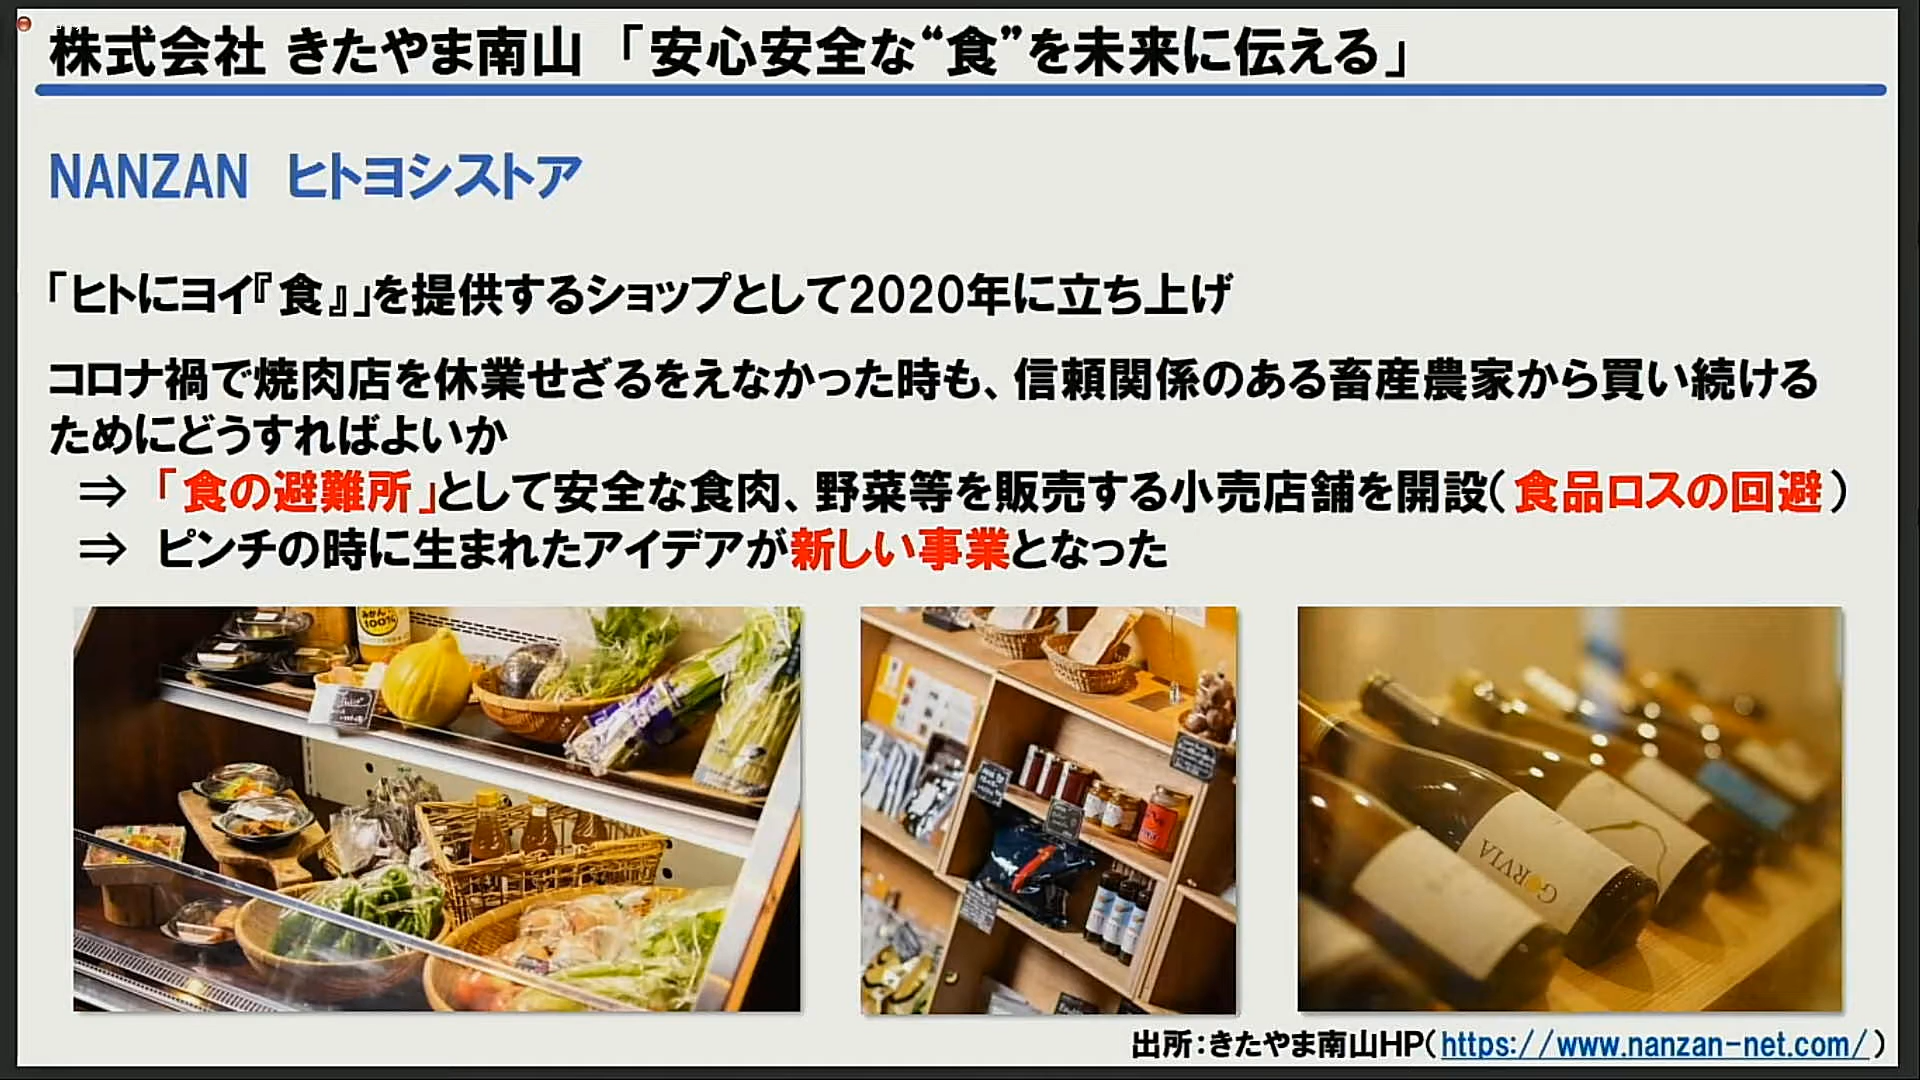 株式会社 きたやま南山 「安心安全な“食”を未来に伝える」
NANZAN ヒトヨシストア
「ヒトにヨイ『食』」を提供するショップとして2020年に立ち上げ
コロナ禍で焼肉店を休業せざるをえなかった時も、信頼関係のある畜産農家から買い続ける
ためにどうすればよいか
⇒ 「食の避難所」として安全な食肉、野菜等を販売する小売店舗を開設（食品ロスの回避）
⇒ ピンチの時に生まれたアイデアが新しい事業となった
みかん
100%
GORVIA
出所：きたやま南山HP（https://www.nanzan-net.com/）